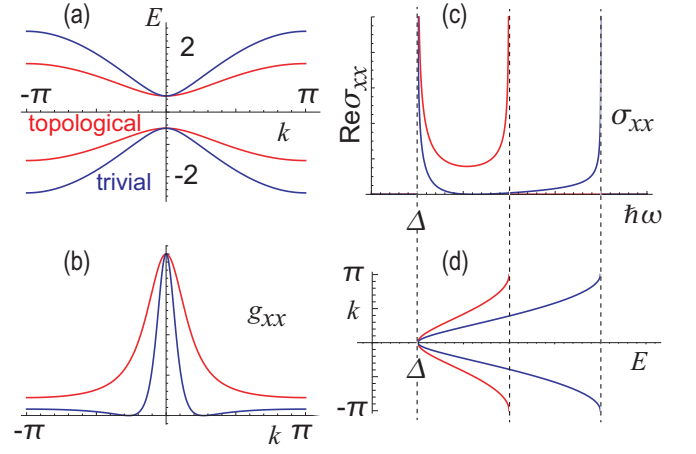 (a)
E
2
-π
π
topological
k
trivial
-2
(b)
g_xx
-π
k
π
(c)
Reσ_xx
σ_xx
Δ
ħω
(d)
π
k
Δ
E
-π